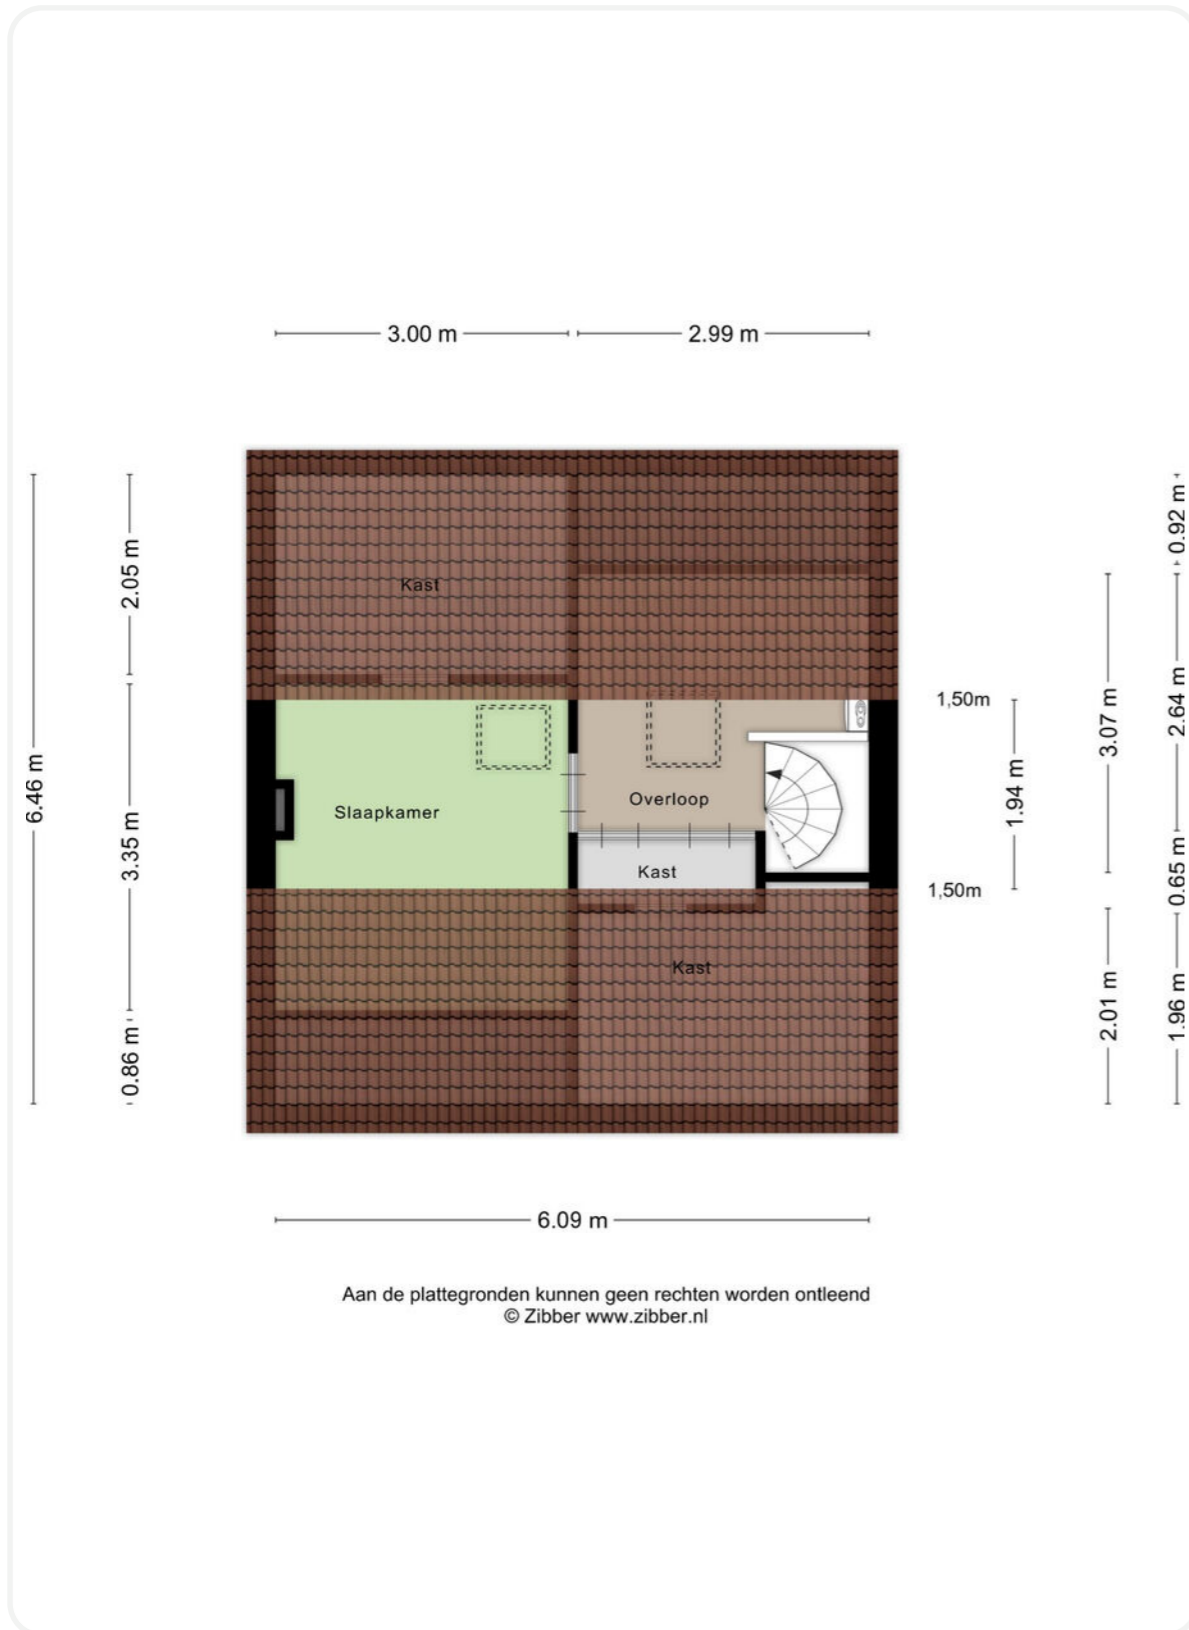 3.00 m
2.99 m
6.46 m
2.05 m
3.35 m
0.86 m
0.92 m
2.64 m
0.65 m
1.96 m
3.07 m
2.01 m
1.94 m
1,50m
1,50m
Kast
Slaapkamer
Overloop
Kast
Kast
6.09 m
Aan de plattegronden kunnen geen rechten worden ontleend
© Zibber www.zibber.nl